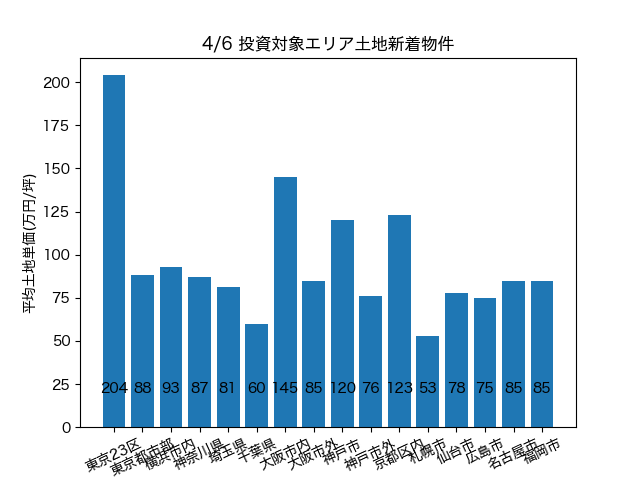 4/6 投資対象エリア土地新着物件
平均土地単価(万円/坪)
200
175
150
125
100
75
50
25
0
204 88 93 87 81 60 145 85 120 76 123 53 78 75 85 85
東京23区
東京都市部
横浜市内
神奈川県
埼玉県
千葉県
大阪市内
大阪市外
神戸市
神戸市外
京都区内
札幌市
仙台市
広島市
名古屋市
福岡市